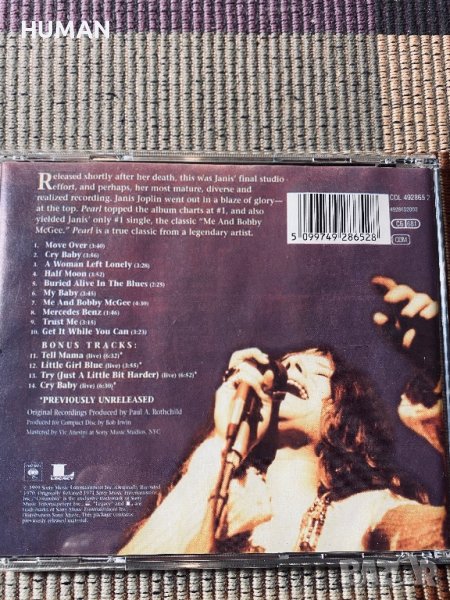 HUMAN
Released shortly after her death, this was Janis' final studio
effort, and perhaps, her most mature, diverse and
realized recording. Janis Joplin went out in a blaze of glory—
at the top. Pearl topped the album charts at #1, and also
yielded Janis' only #1 single, the classic "Me And Bobby
McGee." Pearl is a true classic from a legendary artist.
COL 492865 2
4928652000
5 099749 286528
1. Move Over (3:40)
2. Cry Baby (3:56)
3. A Woman Left Lonely (3:28)
4. Half Moon (3:52)
5. Buried Alive In The Blues (2:25)
6. My Baby (3:45)
7. Me And Bobby McGee (4:30)
8. Mercedes Benz (1:46)
9. Trust Me (3:15)
10. Get It While You Can (3:23)
BONUS TRACKS:
11. Tell Mama (live) (6:32)*
12. Little Girl Blue (live) (3:55)*
13. Try (Just A Little Bit Harder) (live) (6:52)*
14. Cry Baby (live) (6:30)*
*PREVIOUSLY UNRELEASED
Original Recordings Produced by Paul A. Rothchild
Produced for Compact Disc by Bob Irwin
Mastered by Vic Anesini at Sony Music Studios, NYC
LEGACY
previously released material.